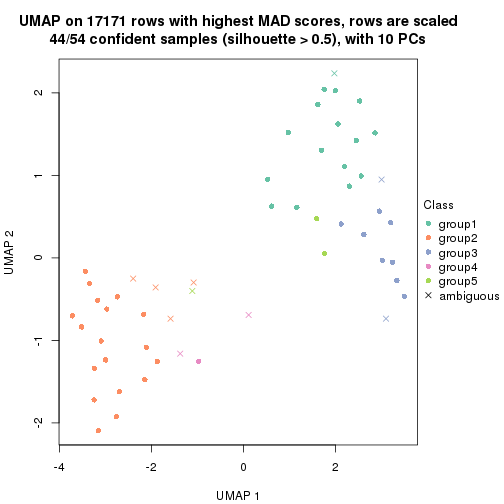 UMAP on 17171 rows with highest MAD scores, rows are scaled
44/54 confident samples (silhouette > 0.5), with 10 PCs
2
1
0
-1
-2
UMAP 2
-4
-2
0
2
UMAP 1
Class
group1
group2
group3
group4
group5
ambiguous